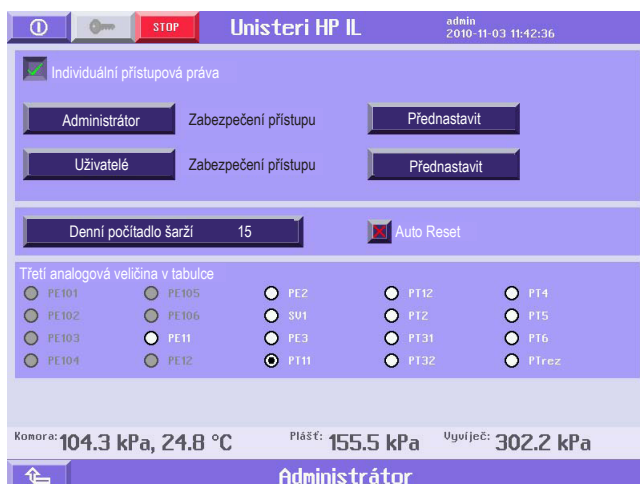 STOP Unisteri HP IL admin
2010-11-03 11:42:36
Individuální přístupová práva
Administrátor Zabezpečení přístupu Přednastavit
Uživatelé Zabezpečení přístupu Přednastavit
Denní počítadlo šarží 15 Auto Reset
Třetí analogová veličina v tabulce
PE101 PE105 PE2 PT12 PT4
PE102 PE106 SV1 PT2 PT5
PE103 PE11 PE3 PT31 PT6
PE104 PE12 PT11 PT32 PTrez
Komora: 104.3 kPa, 24.8 °C Plášť: 155.5 kPa Vyvíječ: 302.2 kPa
Administrátor